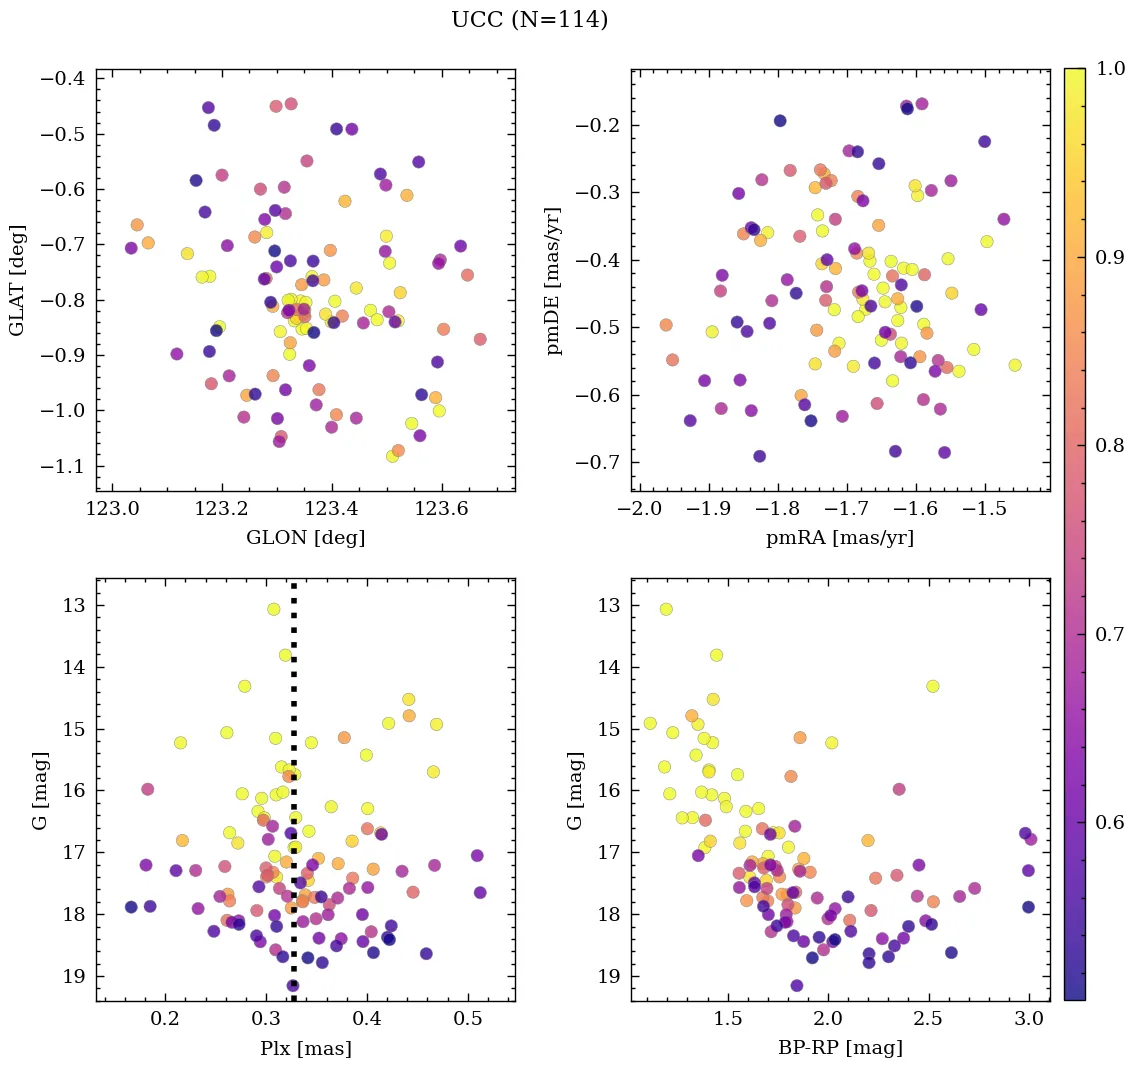 UCC (N=114)
−0.4
−0.5
−0.6
−0.7
−0.8
−0.9
−1.0
−1.1
GLAT [deg]
123.0 123.2 123.4 123.6
GLON [deg]
−0.2
−0.3
−0.4
−0.5
−0.6
−0.7
pmDE [mas/yr]
−2.0 −1.9 −1.8 −1.7 −1.6 −1.5
pmRA [mas/yr]
13
14
15
16
17
18
19
G [mag]
0.2 0.3 0.4 0.5
Plx [mas]
13
14
15
16
17
18
19
G [mag]
1.5 2.0 2.5 3.0
BP-RP [mag]
1.0
0.9
0.8
0.7
0.6